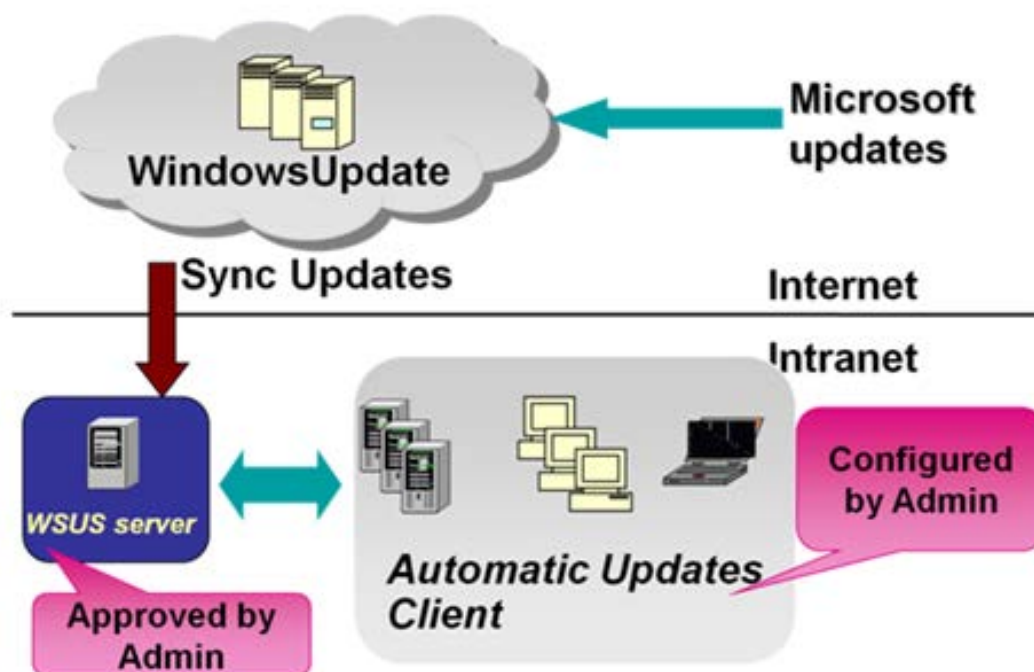 Microsoft
updates
WindowsUpdate
Sync Updates
Internet
Intranet
WSUS server
Configured
by Admin
Automatic Updates
Client
Approved by
Admin